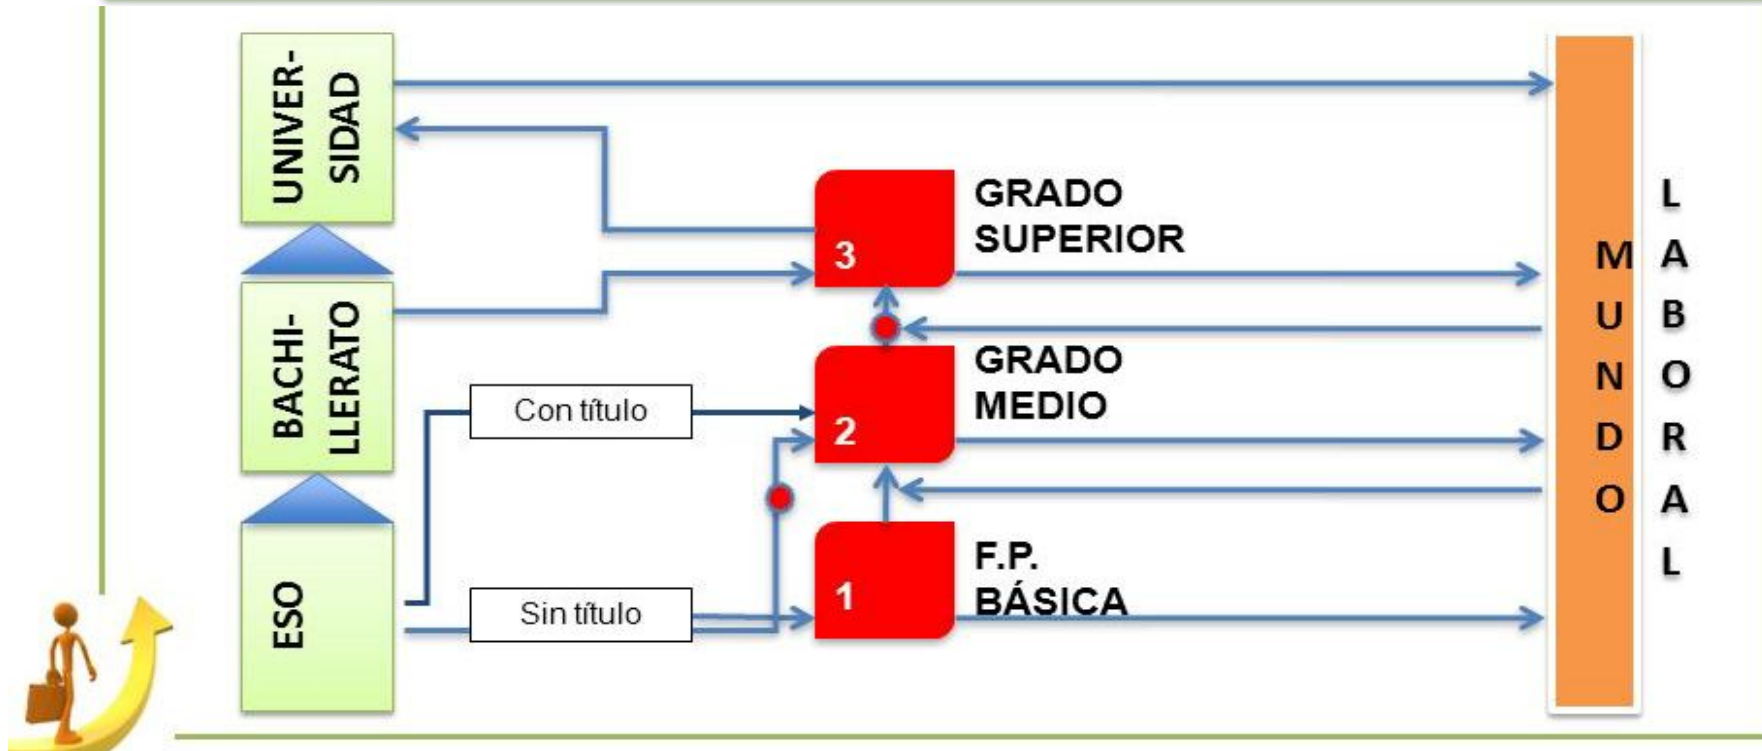 UNIVER-
SIDAD
BACHI-
LLERATO
ESO
Con título
Sin título
3
GRADO
SUPERIOR
2
GRADO
MEDIO
1
F.P.
BÁSICA
MUNDO
LABORAL